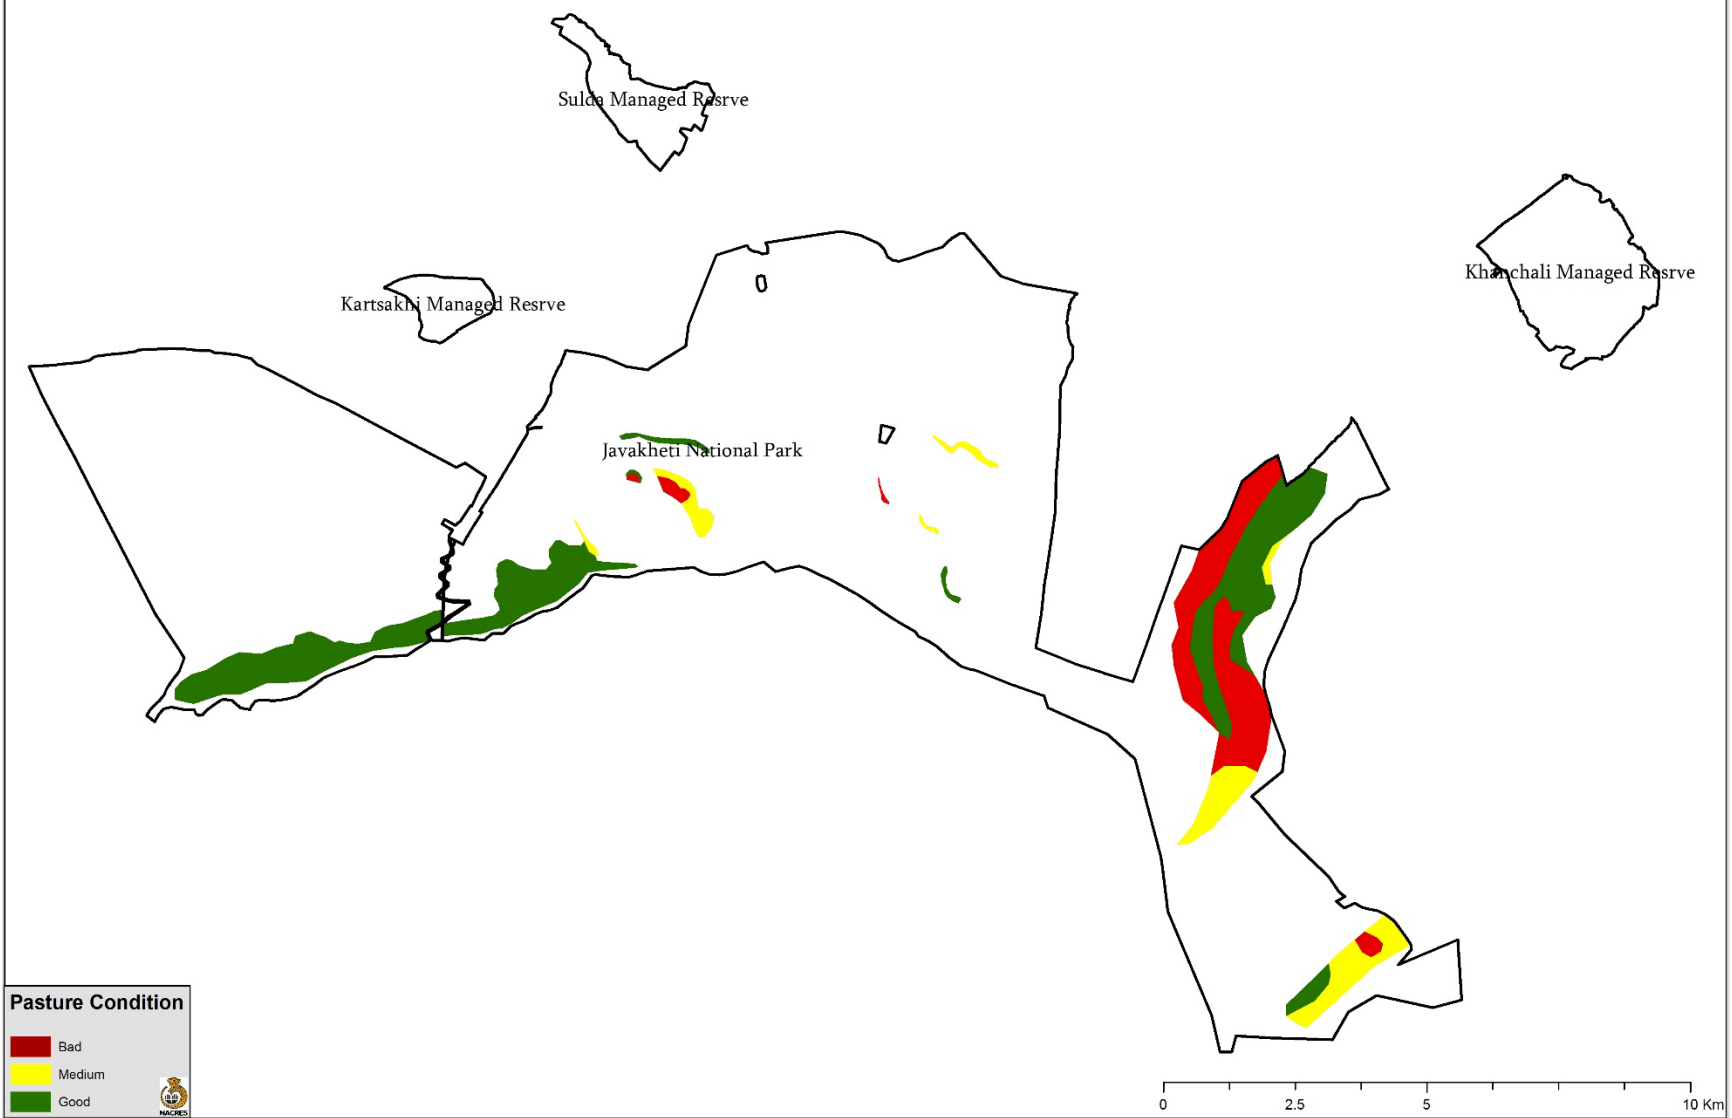 Sulda Managed Resrve
Khanchali Managed Resrve
Kartsakhi Managed Resrve
Javakheti National Park
Pasture Condition
Bad
Medium
Good
NACRES
0 2.5 5 10 Km